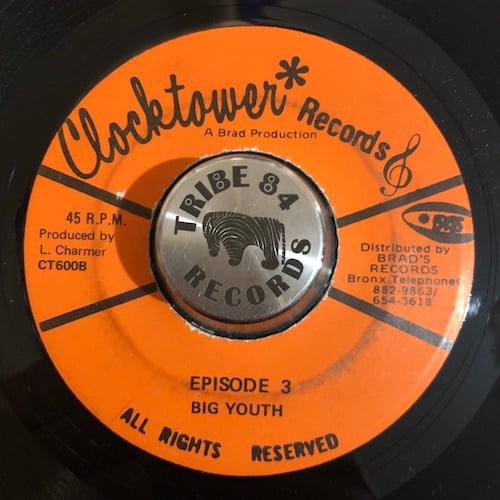 Clocktower* Records
A Brad Production
45 R.P.M.
Produced by
L. Charmer
CT600B
TRIBE 84
RECORDS
Distributed by
BRAD'S
RECORDS
Bronx Telephones
882-9863/
654-3618
EPISODE 3
BIG YOUTH
ALL RIGHTS RESERVED